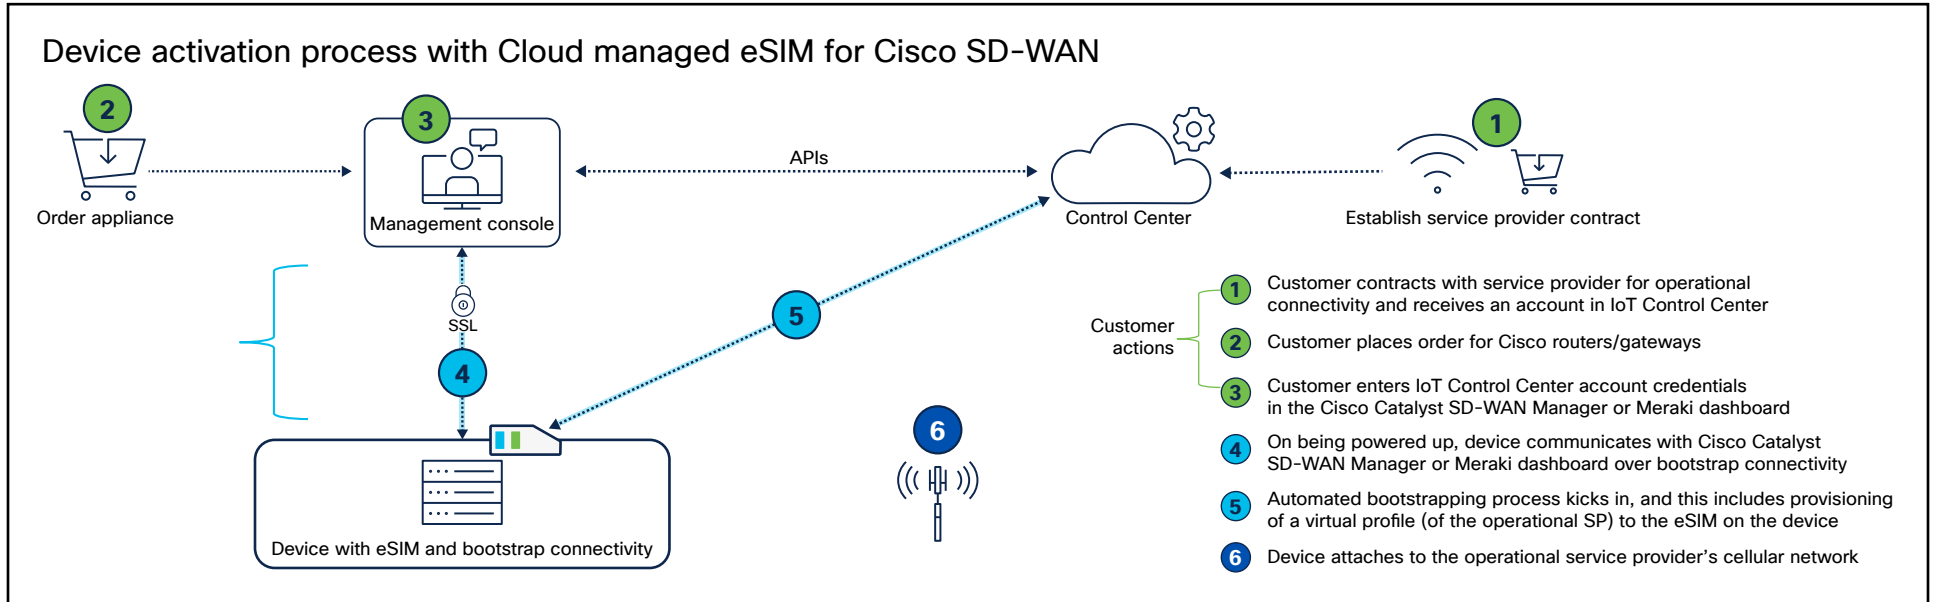 Device activation process with Cloud managed eSIM for Cisco SD-WAN
2
3
1
APIs
Order appliance
Management console
Control Center
Establish service provider contract
SSL
4
5
6
Device with eSIM and bootstrap connectivity
Customer
actions
1 Customer contracts with service provider for operational
connectivity and receives an account in IoT Control Center
2 Customer places order for Cisco routers/gateways
3 Customer enters IoT Control Center account credentials
in the Cisco Catalyst SD-WAN Manager or Meraki dashboard
4 On being powered up, device communicates with Cisco Catalyst
SD-WAN Manager or Meraki dashboard over bootstrap connectivity
5 Automated bootstrapping process kicks in, and this includes provisioning
of a virtual profile (of the operational SP) to the eSIM on the device
6 Device attaches to the operational service provider's cellular network